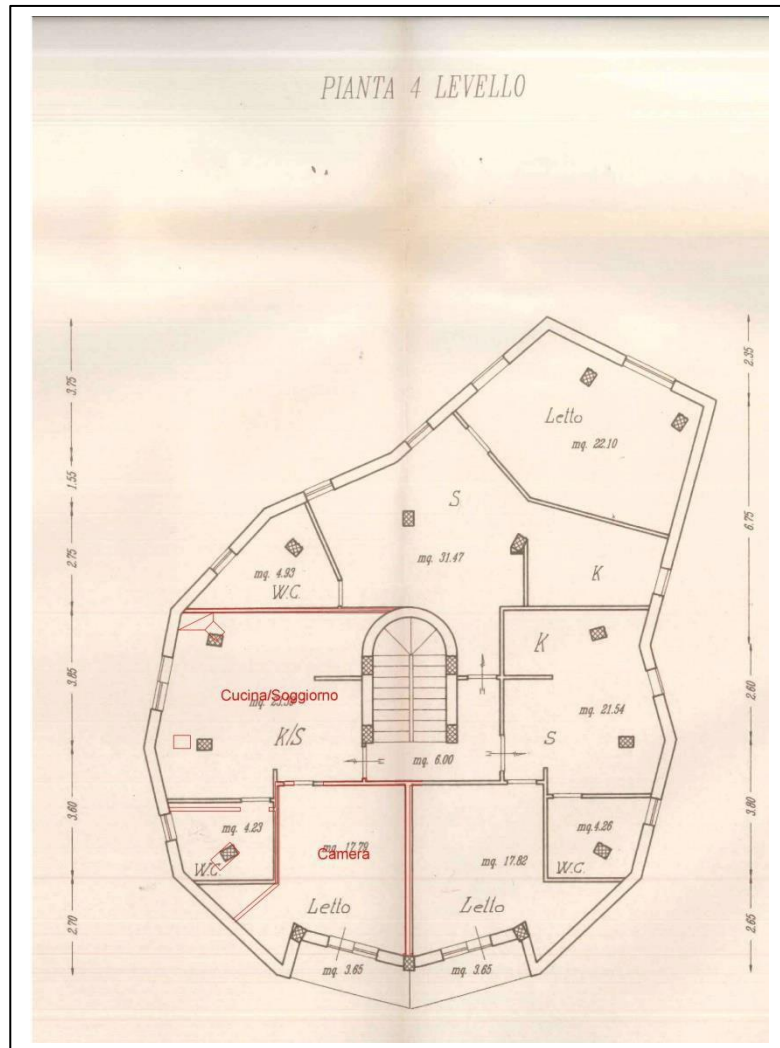 PIANTA 4 LEVELLO
3.75
1.55
2.75
3.85
3.60
2.70
2.35
6.75
2.60
3.80
2.65
Letto
mq. 22.10
S
mq. 31.47
K
mq. 4.93
W.C.
K
Cucina/Soggiorno
K/S
mq. 21.54
S
mq. 6.00
mq. 4.23
W.C.
mq. 17.79
Camera
Letto
mq. 17.82
Letto
mq. 4.26
W.C.
mq. 3.65
mq. 3.65